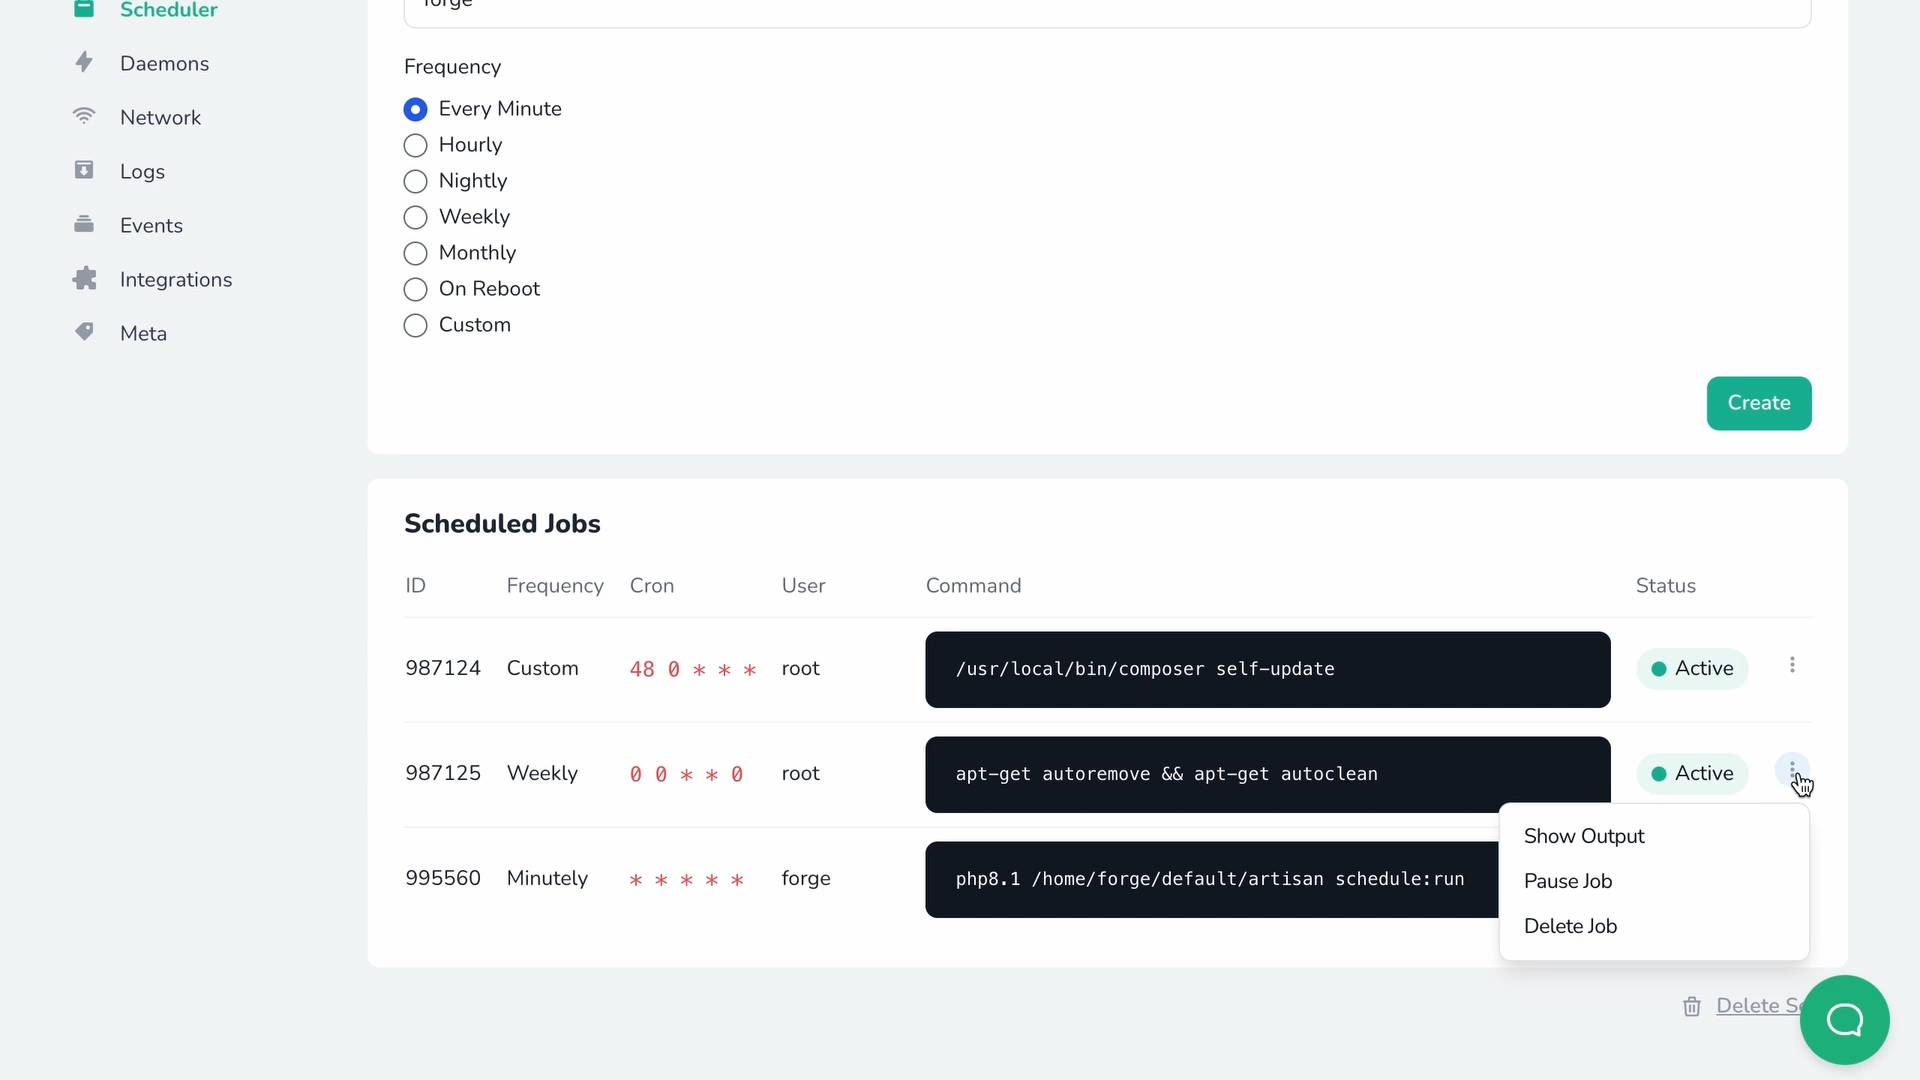 Scheduler
Daemons
Network
Logs
Events
Integrations
Meta
forge
Frequency
Every Minute
Hourly
Nightly
Weekly
Monthly
On Reboot
Custom
Create
Scheduled Jobs
ID Frequency Cron User Command Status
987124 Custom 48 0 * * * root /usr/local/bin/composer self-update Active
987125 Weekly 0 0 * * 0 root apt-get autoremove && apt-get autoclean Active
995560 Minutely * * * * * forge php8.1 /home/forge/default/artisan schedule:run
Show Output
Pause Job
Delete Job
Delete